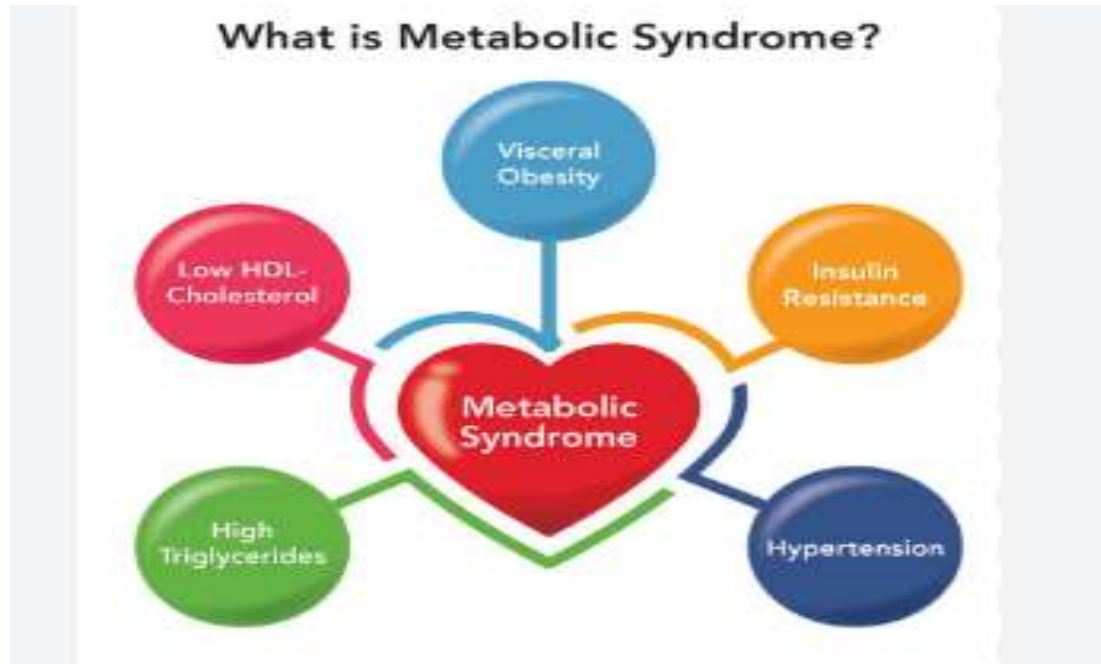 What is Metabolic Syndrome?
Visceral
Obesity
Low HDL-
Cholesterol
Insulin
Resistance
Metabolic
Syndrome
High
Triglycerides
Hypertension